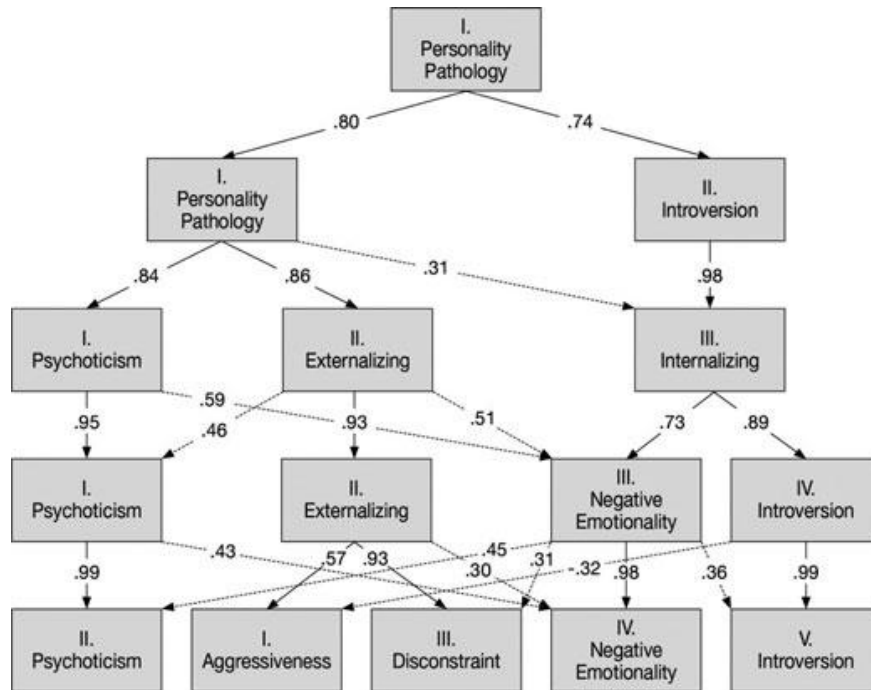 I.
Personality
Pathology
.80
.74
I.
Personality
Pathology
II.
Introversion
.84
.86
.31
.98
I.
Psychoticism
II.
Externalizing
III.
Internalizing
.95
.59
.46
.93
.51
.73
.89
I.
Psychoticism
II.
Externalizing
III.
Negative
Emotionality
IV.
Introversion
.99
.43
.57
.93
.45
.30
.31
-.32
.98
.36
.99
II.
Psychoticism
I.
Aggressiveness
III.
Disconstraint
IV.
Negative
Emotionality
V.
Introversion